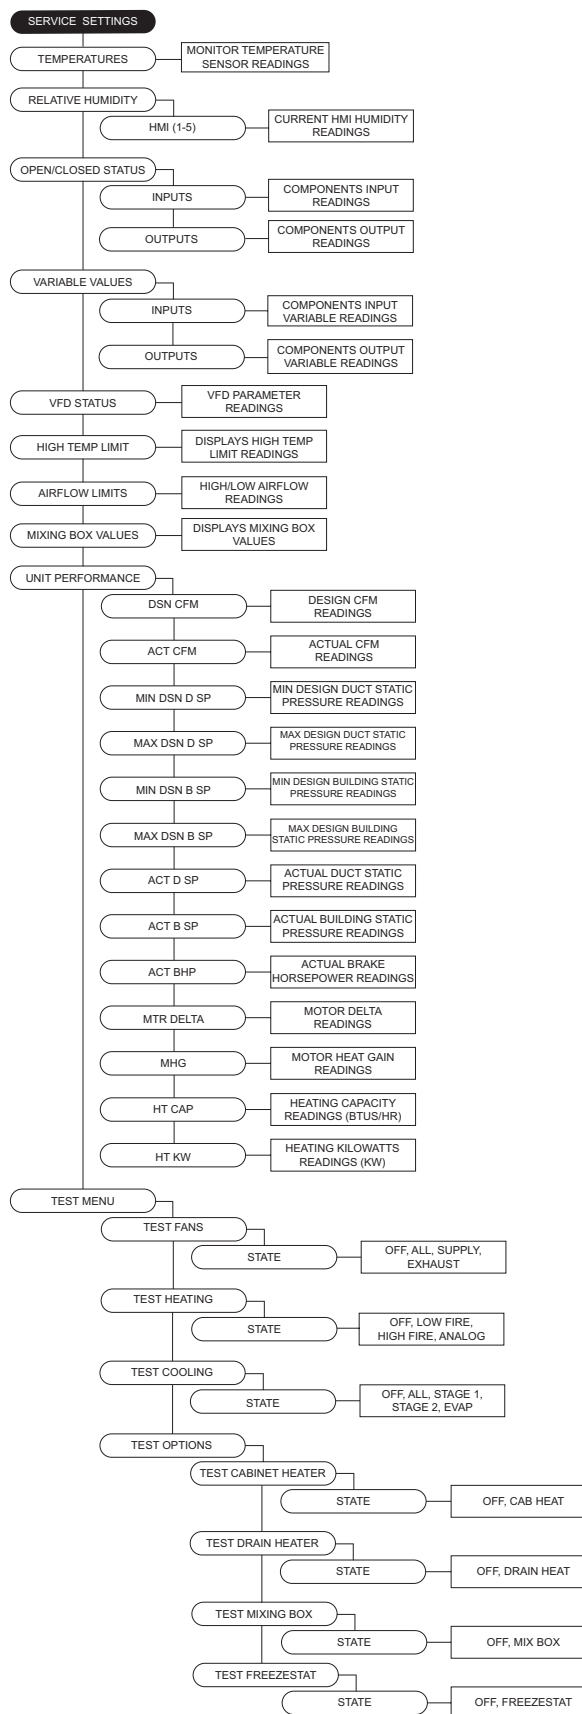 SERVICE SETTINGS
TEMPERATURES
MONITOR TEMPERATURE
SENSOR READINGS
RELATIVE HUMIDITY
HMI (1-5)
CURRENT HMI HUMIDITY
READINGS
OPEN/CLOSED STATUS
INPUTS
COMPONENTS INPUT
READINGS
OUTPUTS
COMPONENTS OUTPUT
READINGS
VARIABLE VALUES
INPUTS
COMPONENTS INPUT
VARIABLE READINGS
OUTPUTS
COMPONENTS OUTPUT
VARIABLE READINGS
VFD STATUS
VFD PARAMETER
READINGS
HIGH TEMP LIMIT
DISPLAYS HIGH TEMP
LIMIT READINGS
AIRFLOW LIMITS
HIGH/LOW AIRFLOW
READINGS
MIXING BOX VALUES
DISPLAYS MIXING BOX
VALUES
UNIT PERFORMANCE
DSN CFM
DESIGN CFM
READINGS
ACT CFM
ACTUAL CFM
READINGS
MIN DSN D SP
MIN DESIGN DUCT STATIC
PRESSURE READINGS
MAX DSN D SP
MAX DESIGN DUCT STATIC
PRESSURE READINGS
MIN DSN B SP
MIN DESIGN BUILDING STATIC
PRESSURE READINGS
MAX DSN B SP
MAX DESIGN BUILDING
STATIC PRESSURE READINGS
ACT D SP
ACTUAL DUCT STATIC
PRESSURE READINGS
ACT B SP
ACTUAL BUILDING STATIC
PRESSURE READINGS
ACT BHP
ACTUAL BRAKE
HORSEPOWER READINGS
MTR DELTA
MOTOR DELTA
READINGS
MHG
MOTOR HEAT GAIN
READINGS
HT CAP
HEATING CAPACITY
READINGS (BTUS/HR)
HT KW
HEATING KILOWATTS
READINGS (KW)
TEST MENU
TEST FANS
STATE
OFF, ALL, SUPPLY,
EXHAUST
TEST HEATING
STATE
OFF, LOW FIRE,
HIGH FIRE, ANALOG
TEST COOLING
STATE
OFF, ALL, STAGE 1,
STAGE 2, EVAP
TEST OPTIONS
TEST CABINET HEATER
STATE
OFF, CAB HEAT
TEST DRAIN HEATER
STATE
OFF, DRAIN HEAT
TEST MIXING BOX
STATE
OFF, MIX BOX
TEST FREEZESTAT
STATE
OFF, FREEZESTAT